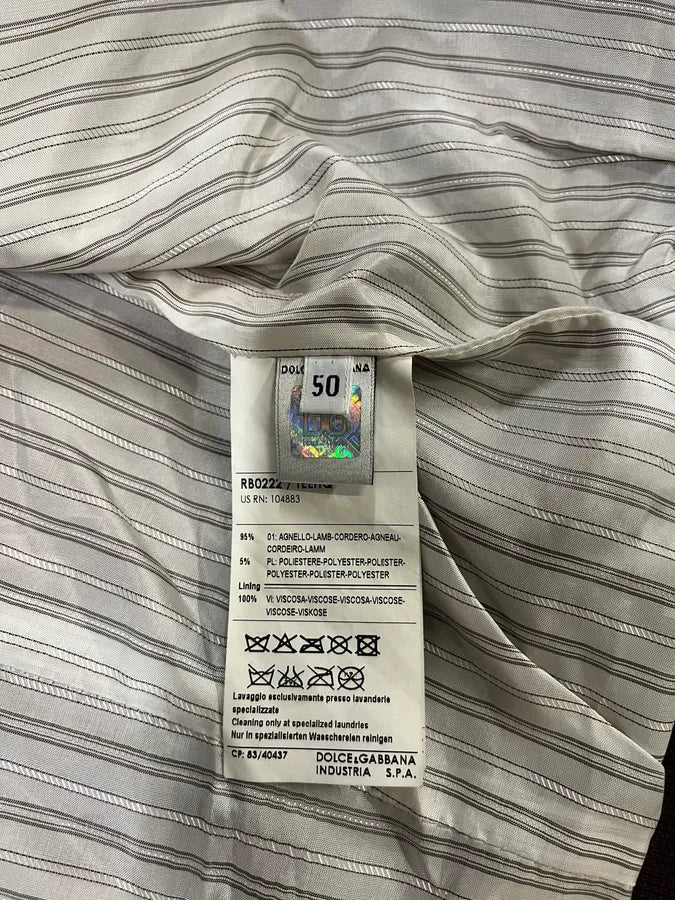 50
DG
RB0222 /
US RN: 104883
95% 01: AGNELLO-LAMB-CORDERO-AGNEAU-
CORDEIRO-LAMM
5% PL: POLIESTERE-POLYESTER-POLIESTER-
POLYESTER-POLIESTER-POLYESTER
Lining
100% VI: VISCOSA-VISCOSE-VISCOSA-VISCOSE-
VISCOSE-VISKOSE
Lavaggio esclusivamente presso lavanderie
specializzate
Cleaning only at specialized laundries
Nur in spezialisierten Waeschereien reinigen
CP: 83/40437 DOLCE&GABBANA
INDUSTRIA S.P.A.